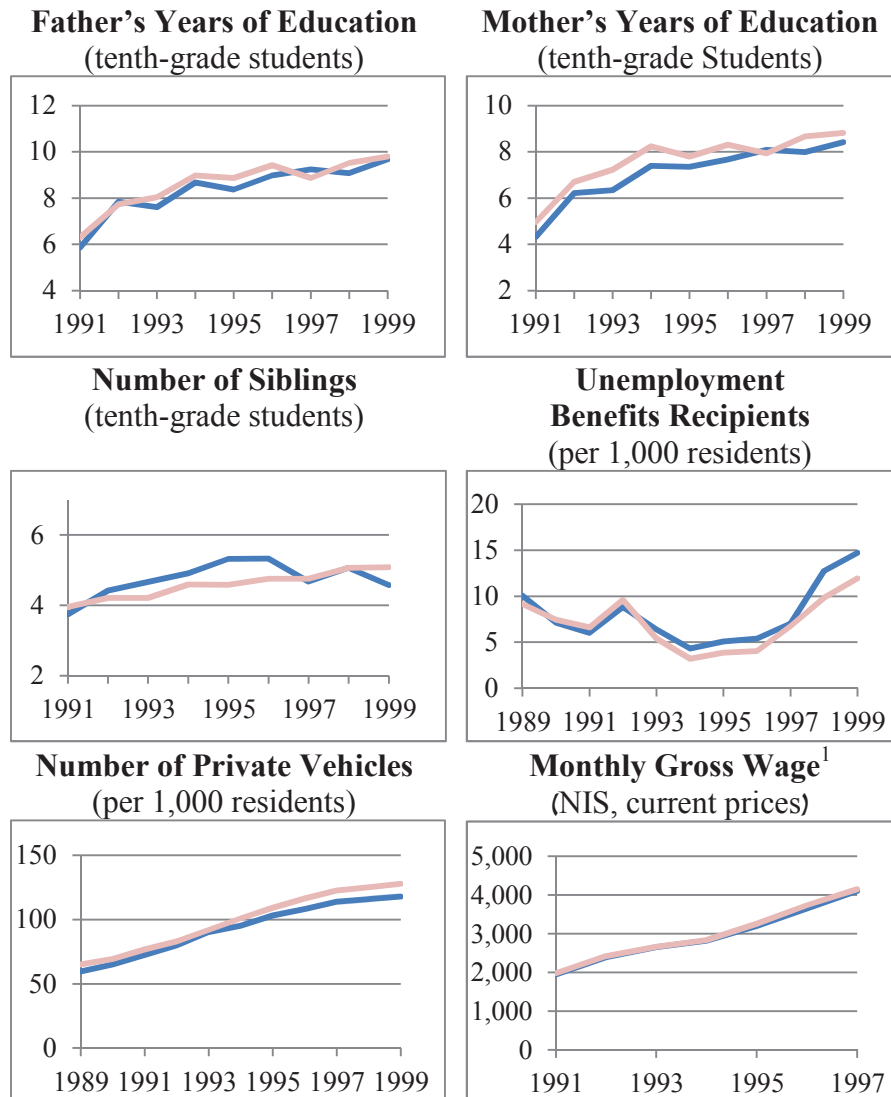 Father’s Years of Education
(tenth-grade students)
12
10
8
6
4
1991 1993 1995 1997 1999
Mother’s Years of Education
(tenth-grade Students)
10
8
6
4
2
1991 1993 1995 1997 1999
Number of Siblings
(tenth-grade students)
6
4
2
1991 1993 1995 1997 1999
Unemployment
Benefits Recipients
(per 1,000 residents)
20
15
10
5
0
1989 1991 1993 1995 1997 1999
Number of Private Vehicles
(per 1,000 residents)
150
100
50
0
1989 1991 1993 1995 1997 1999
Monthly Gross Wage¹
(NIS, current prices)
5,000
4,000
3,000
2,000
1,000
0
1991 1993 1995 1997